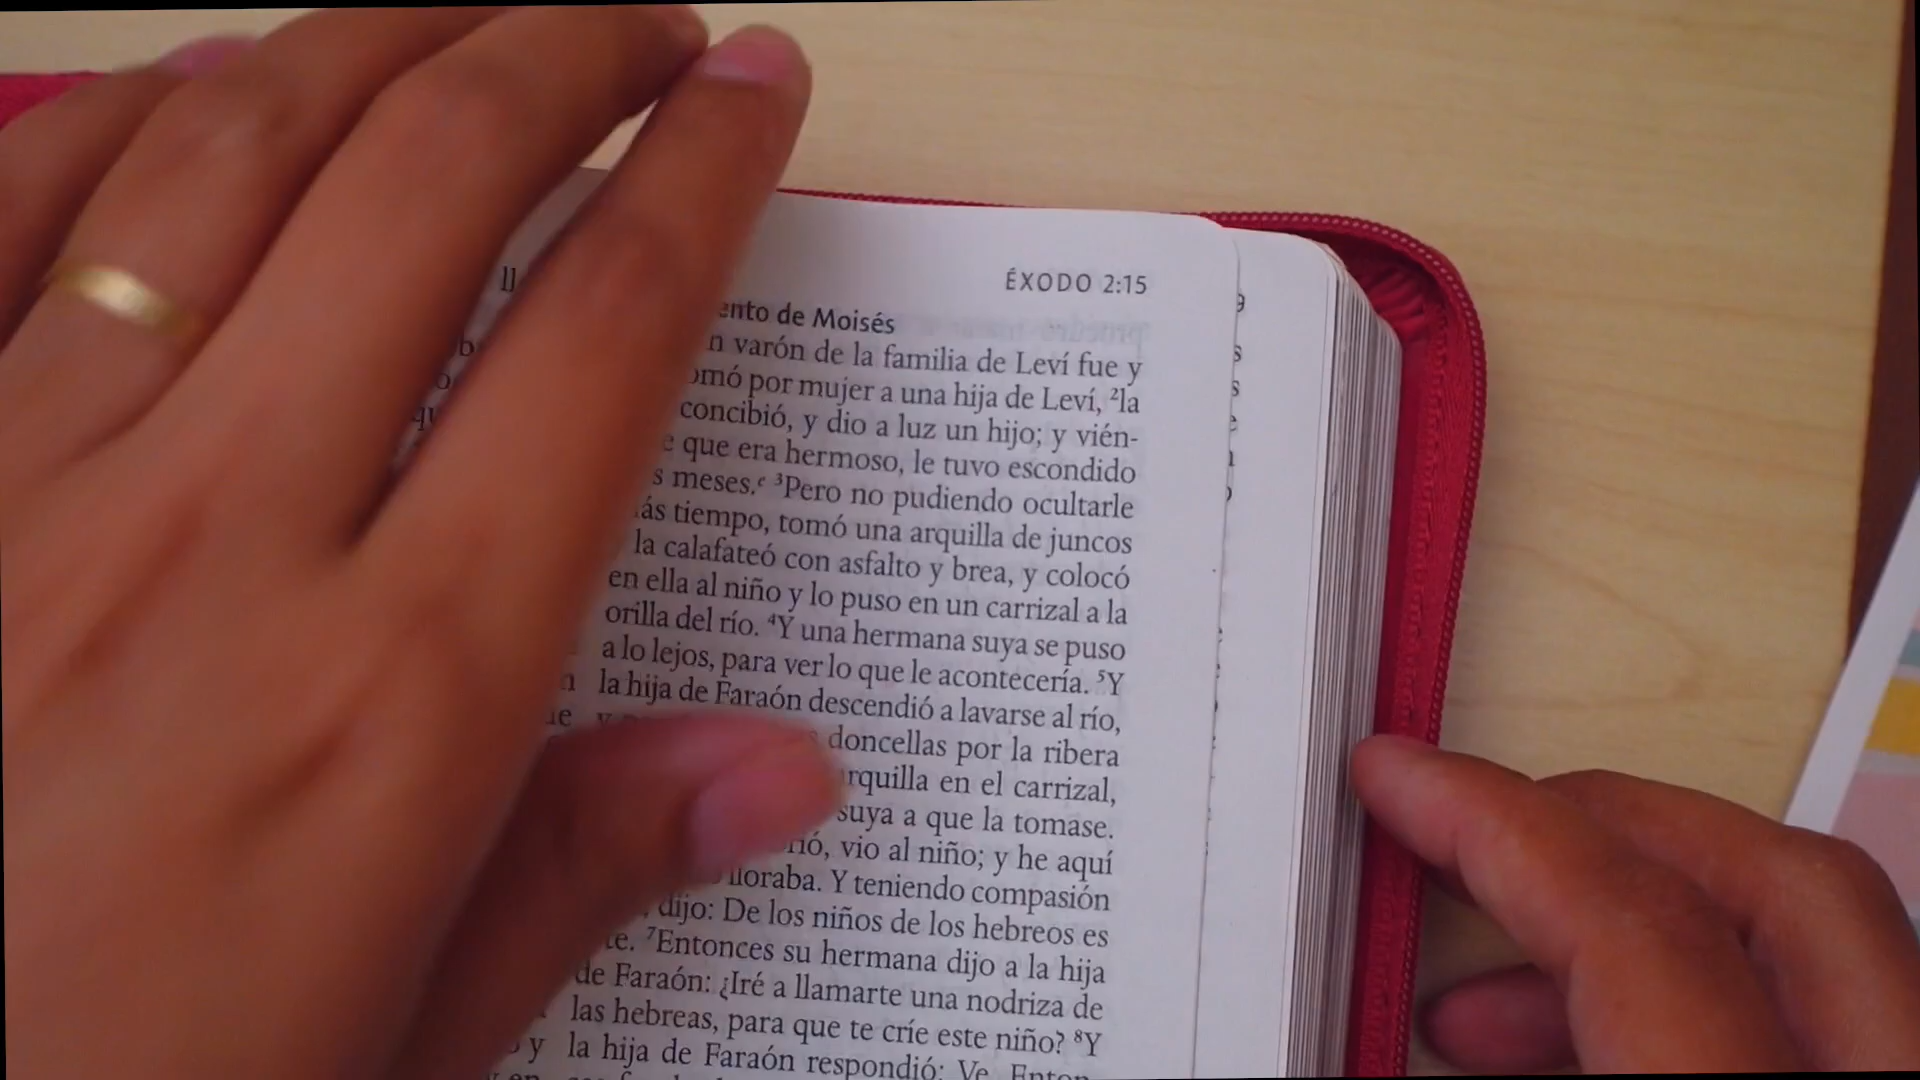 ÉXODO 2:15
ento de Moisés
n varón de la familia de Leví fue y
omó por mujer a una hija de Leví, ²la
concibió, y dio a luz un hijo; y vién-
e que era hermoso, le tuvo escondido
s meses.ᶜ ³Pero no pudiendo ocultarle
ás tiempo, tomó una arquilla de juncos
la calafateó con asfalto y brea, y colocó
en ella al niño y lo puso en un carrizal a la
orilla del río. ⁴Y una hermana suya se puso
a lo lejos, para ver lo que le acontecería. ⁵Y
la hija de Faraón descendió a lavarse al río,
doncellas por la ribera
rquilla en el carrizal,
suya a que la tomase.
rió, vio al niño; y he aquí
lloraba. Y teniendo compasión
, dijo: De los niños de los hebreos es
te. ⁷Entonces su hermana dijo a la hija
de Faraón: ¿Iré a llamarte una nodriza de
las hebreas, para que te críe este niño? ⁸Y
y la hija de Faraón respondió: Ve. Enton